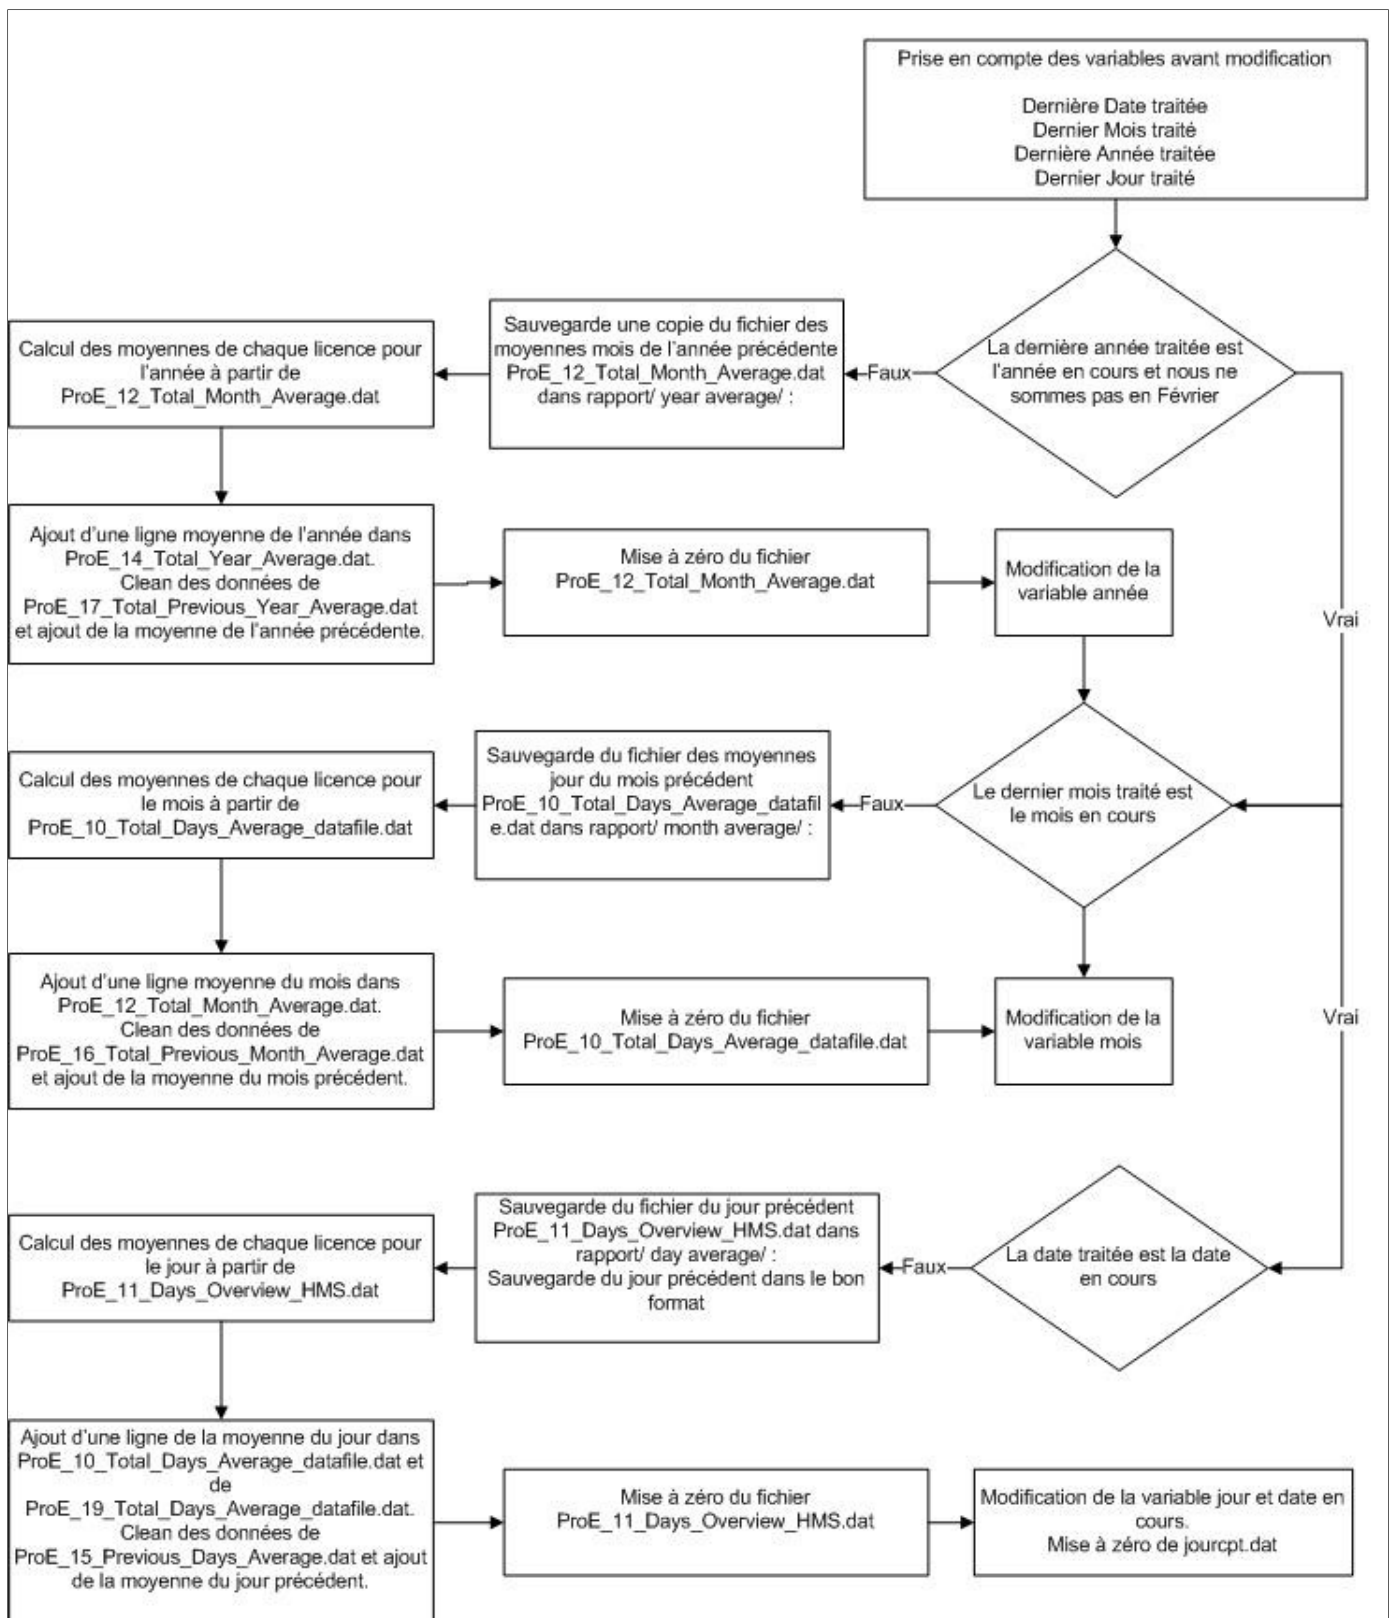 Prise en compte des variables avant modification
Dernière Date traitée
Dernier Mois traité
Dernière Année traitée
Dernier Jour traité
La dernière année traitée est
l'année en cours et nous ne
sommes pas en Février
Faux
Vrai
Sauvegarde une copie du fichier des
moyennes mois de l'année précédente
ProE_12_Total_Month_Average.dat
dans rapport/ year average/ :
Calcul des moyennes de chaque licence pour
l'année à partir de
ProE_12_Total_Month_Average.dat
Ajout d'une ligne moyenne de l'année dans
ProE_14_Total_Year_Average.dat.
Clean des données de
ProE_17_Total_Previous_Year_Average.dat
et ajout de la moyenne de l'année précédente.
Mise à zéro du fichier
ProE_12_Total_Month_Average.dat
Modification de la
variable année
Le dernier mois traité est
le mois en cours
Faux
Vrai
Sauvegarde du fichier des moyennes
jour du mois précédent
ProE_10_Total_Days_Average_datafil
e.dat dans rapport/ month average/ :
Calcul des moyennes de chaque licence pour
le mois à partir de
ProE_10_Total_Days_Average_datafile.dat
Ajout d'une ligne moyenne du mois dans
ProE_12_Total_Month_Average.dat.
Clean des données de
ProE_16_Total_Previous_Month_Average.dat
et ajout de la moyenne du mois précédent.
Mise à zéro du fichier
ProE_10_Total_Days_Average_datafile.dat
Modification de la
variable mois
La date traitée est la date
en cours
Faux
Sauvegarde du fichier du jour précédent
ProE_11_Days_Overview_HMS.dat dans
rapport/ day average/ :
Sauvegarde du jour précédent dans le bon
format
Calcul des moyennes de chaque licence pour
le jour à partir de
ProE_11_Days_Overview_HMS.dat
Ajout d'une ligne de la moyenne du jour dans
ProE_10_Total_Days_Average_datafile.dat et
de
ProE_19_Total_Days_Average_datafile.dat.
Clean des données de
ProE_15_Previous_Days_Average.dat et ajout
de la moyenne du jour précédent.
Mise à zéro du fichier
ProE_11_Days_Overview_HMS.dat
Modification de la variable jour et date en
cours.
Mise à zéro de jourcpt.dat